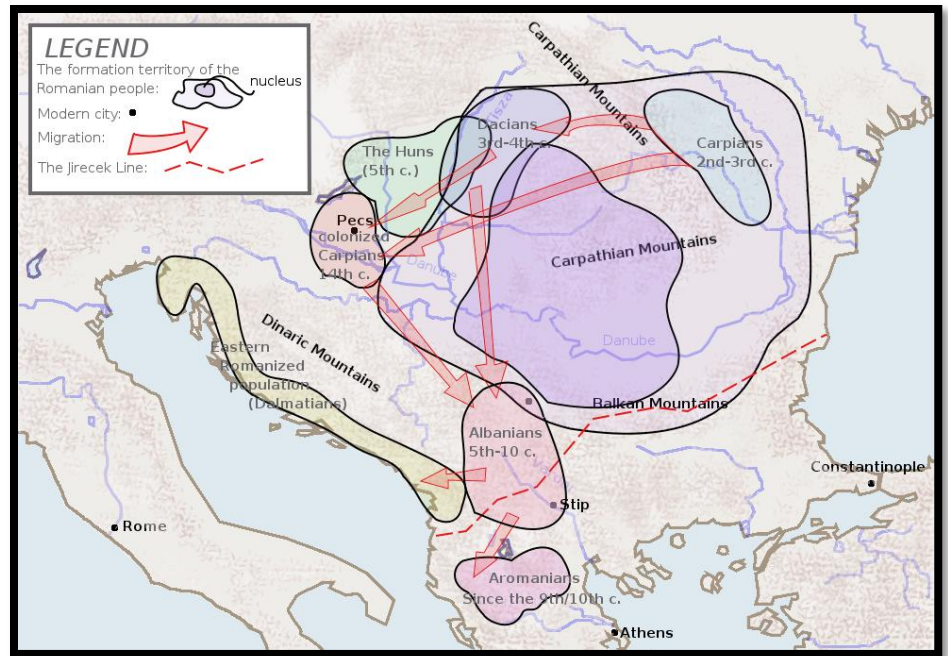 LEGEND
The formation territory of the
Romanian people:
nucleus
Modern city:
Migration:
The Jirecek Line:
Carpathian Mountains
Tisza
Dacians
3rd-4th c.
The Huns
(5th c.)
Carpians
2nd-3rd c.
Pecs
colonized
Carpians
14th c.
Carpathian Mountains
Danube
Danube
Dinaric Mountains
Eastern
Romanized
population
(Dalmatians)
Balkan Mountains
Albanians
5th-10 c.
Constantinople
Stip
Rome
Aromanians
Since the 9th/10th c.
Athens